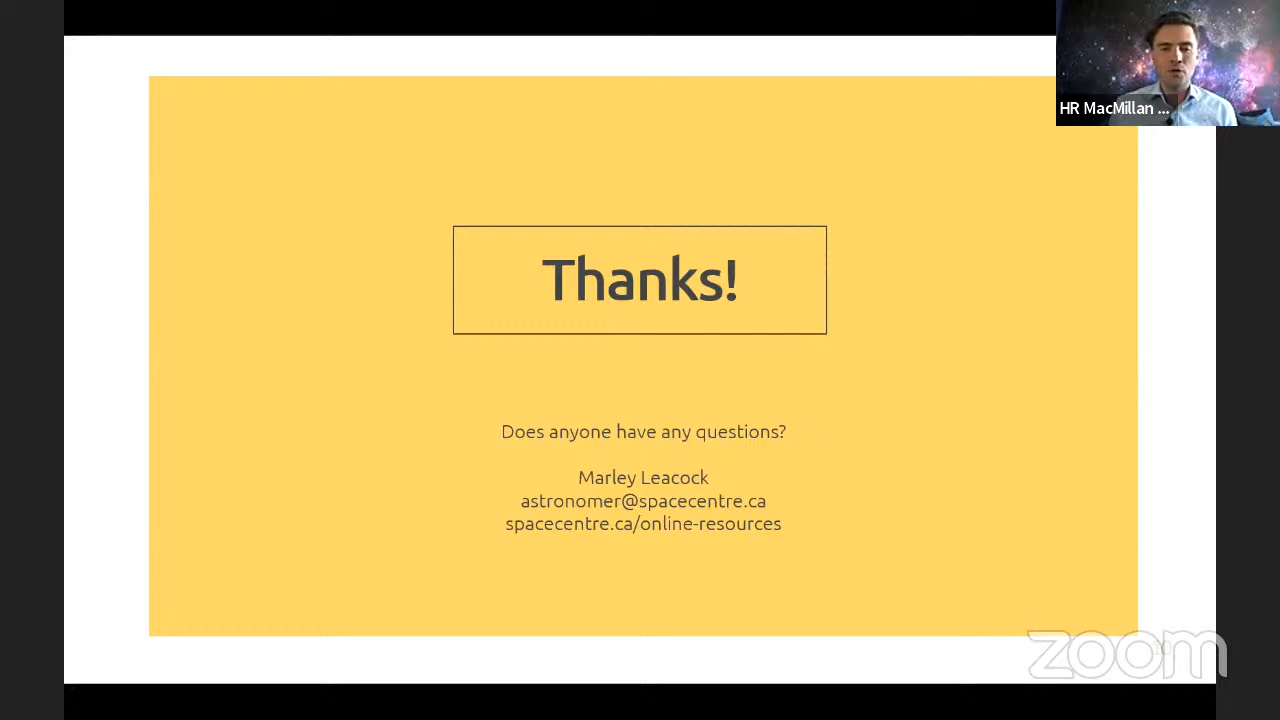 HR MacMillan ...
Thanks!
Does anyone have any questions?
Marley Leacock
astronomer@spacecentre.ca
spacecentre.ca/online-resources
zoom